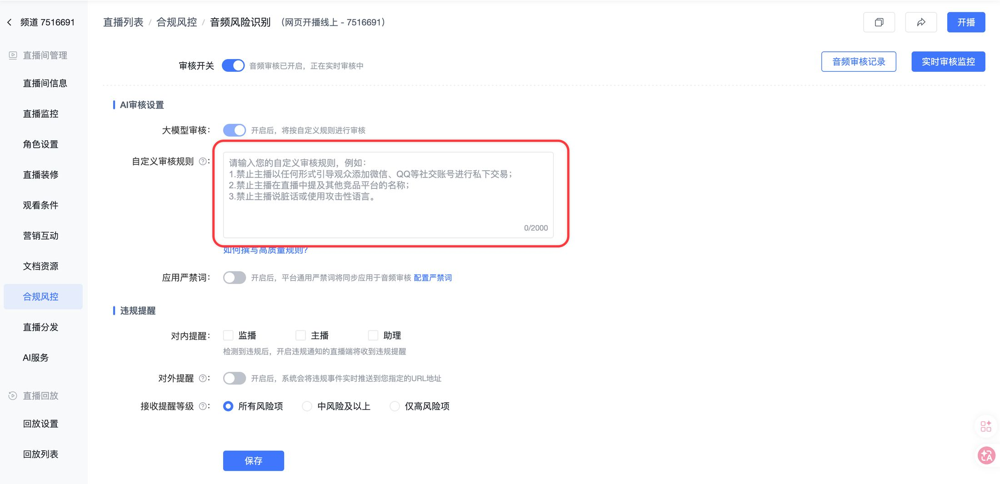 频道 7516691
直播列表 / 合规风控 / 音频风险识别 （网页开播线上 - 7516691）
开播
直播间管理
直播间信息
直播监控
角色设置
直播装修
观看条件
营销互动
文档资源
合规风控
直播分发
AI服务
直播回放
回放设置
回放列表
审核开关 音频审核已开启，正在实时审核中
音频审核记录 实时审核监控
AI审核设置
大模型审核： 开启后，将按自定义规则进行审核
自定义审核规则 ?：
请输入您的自定义审核规则，例如：
1.禁止主播以任何形式引导观众添加微信、QQ等社交账号进行私下交易；
2.禁止主播在直播中提及其他竞品平台的名称；
3.禁止主播说脏话或使用攻击性语言。
0/2000
如何撰写高质量规则?
应用严禁词： 开启后，平台通用严禁词将同步应用于音频审核 配置严禁词
违规提醒
对内提醒： 监播 主播 助理
检测到违规后，开启违规通知的直播端将收到违规提醒
对外提醒 ?： 开启后，系统会将违规事件实时推送到您指定的URL地址
接收提醒等级 ?： 所有风险项 中风险及以上 仅高风险项
保存